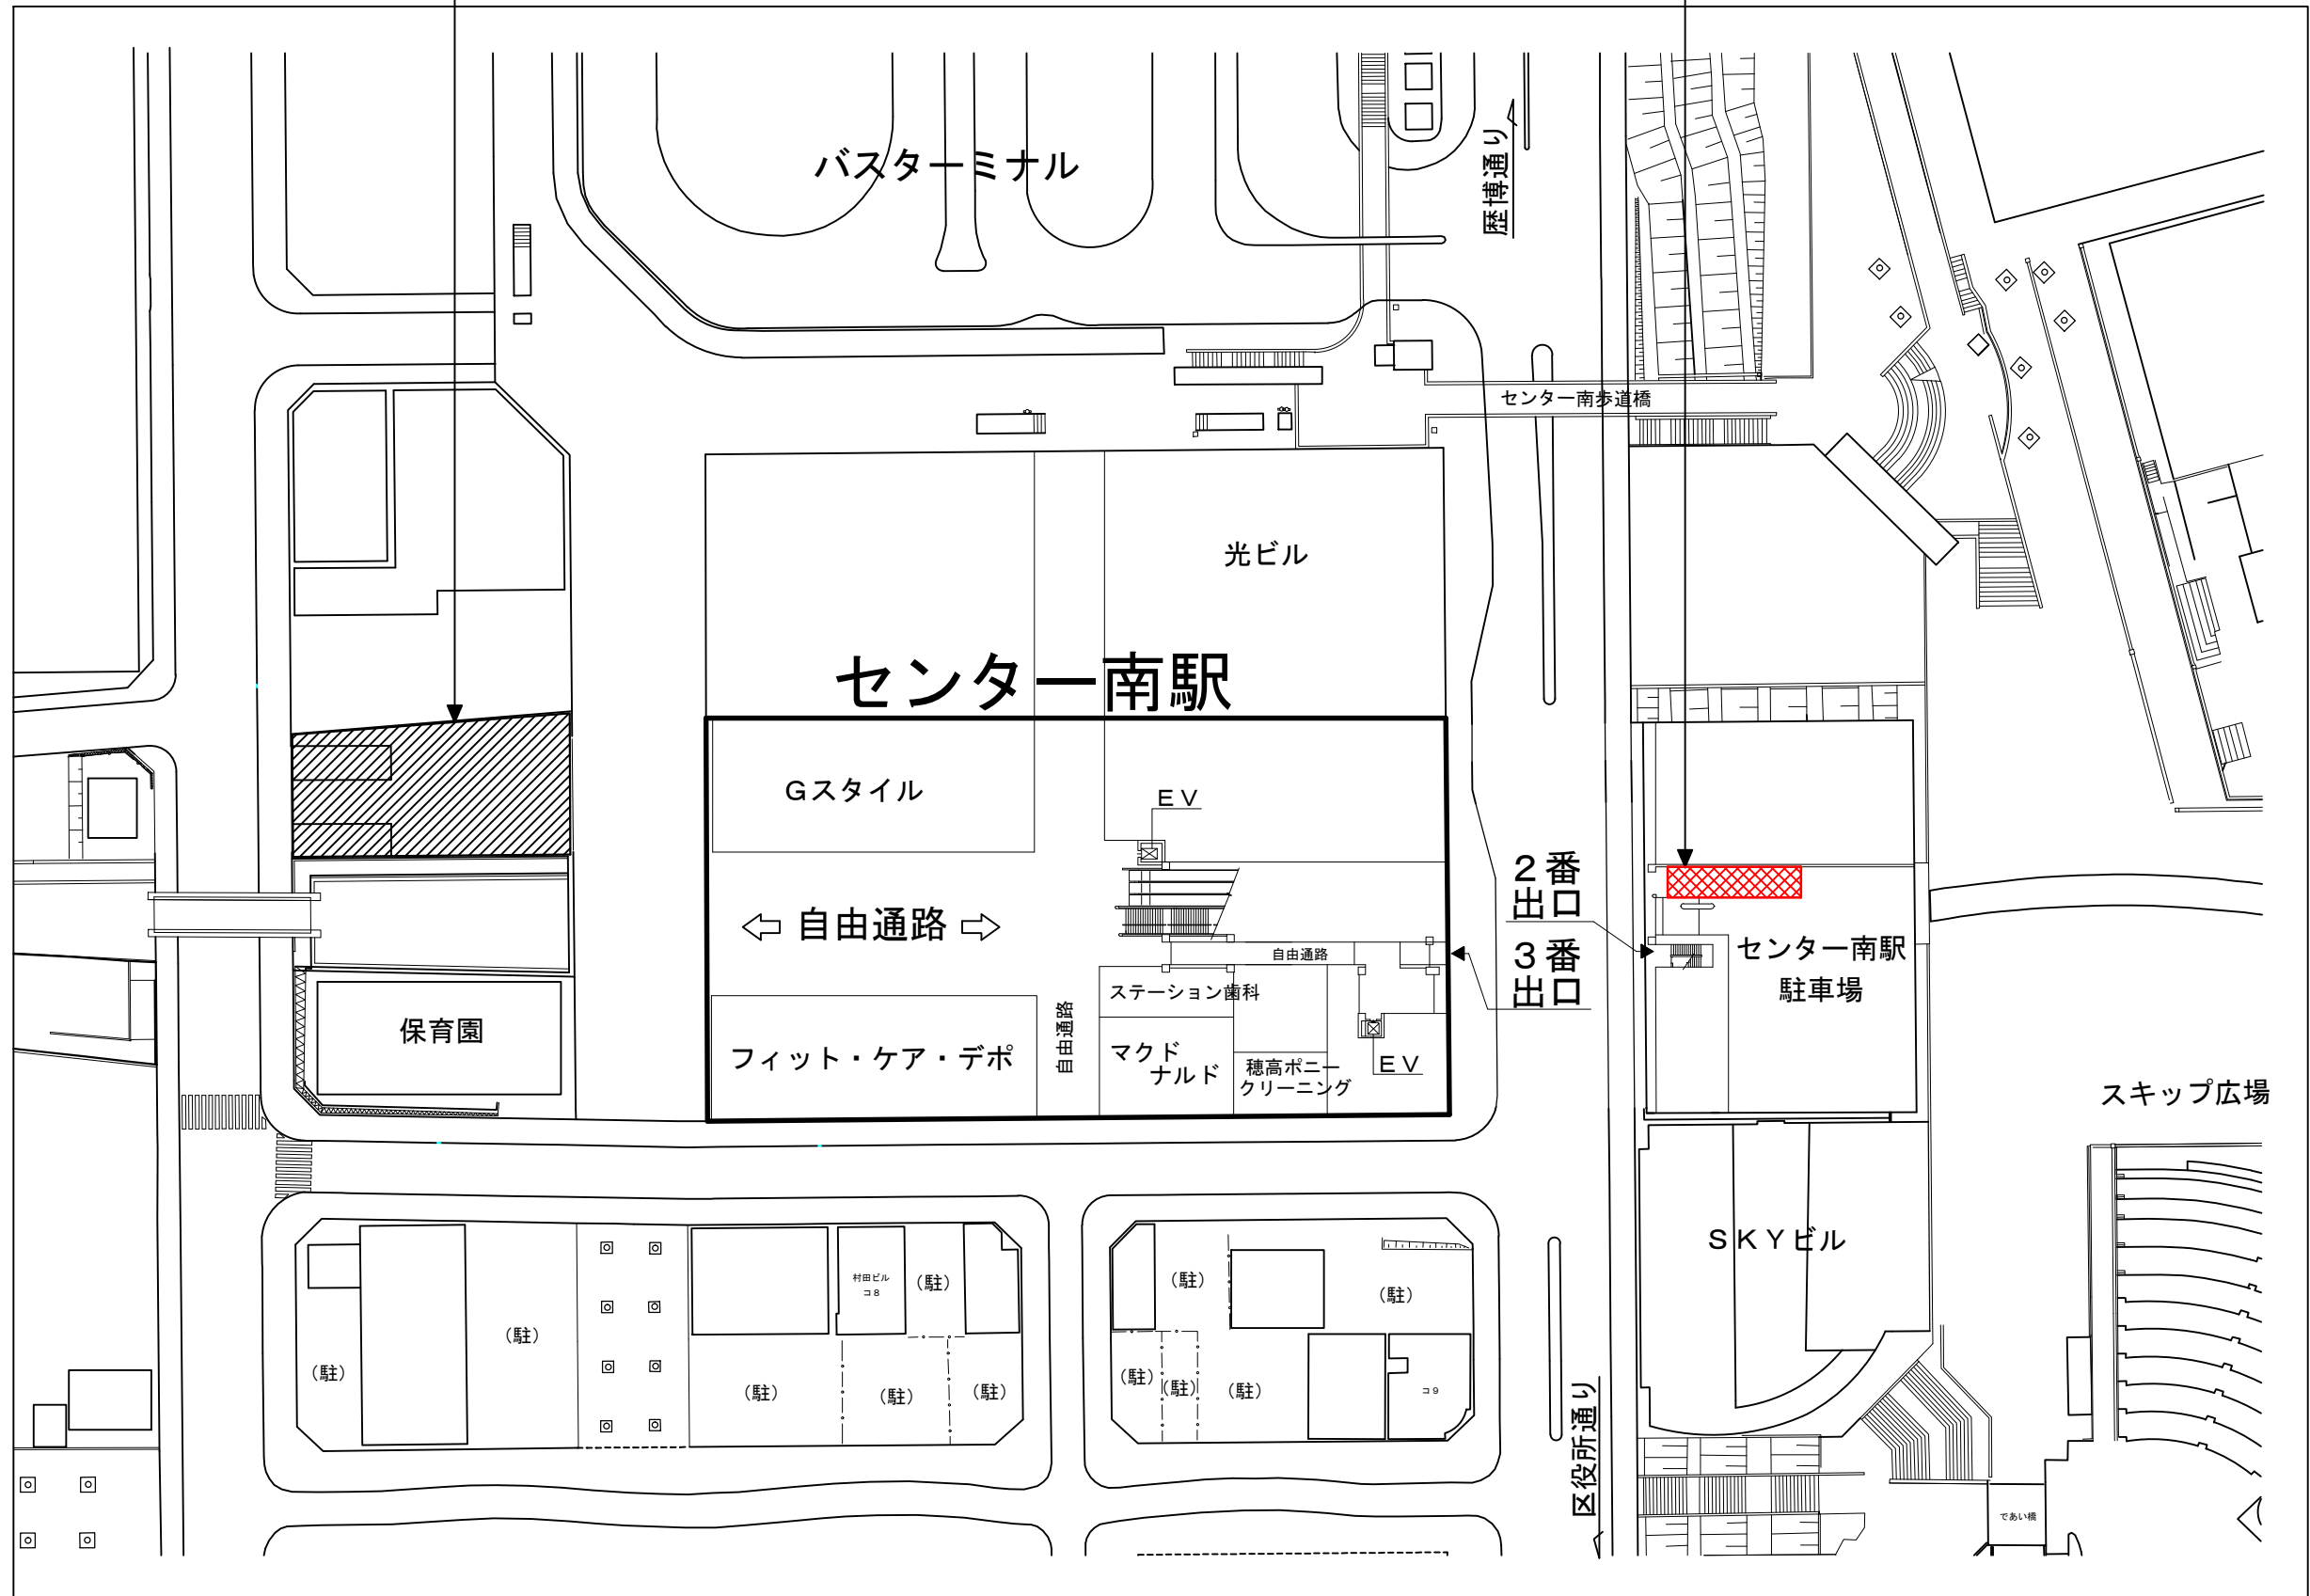 バスターミナル
歴博通り
センター南歩道橋
光ビル
センター南駅
Gスタイル
ＥＶ
自由通路
２番
出口
３番
出口
自由通路
センター南駅
駐車場
ステーション歯科
自由通路
保育園
フィット・ケア・デポ
マクド
ナルド
穂高ポニー
クリーニング
ＥＶ
スキップ広場
ＳＫＹビル
村田ビル
コ８
（駐）
（駐）
（駐）
（駐）
（駐）
（駐）
（駐）
（駐）
（駐）
（駐）
（駐）
（駐）
コ９
区役所通り
であい橋